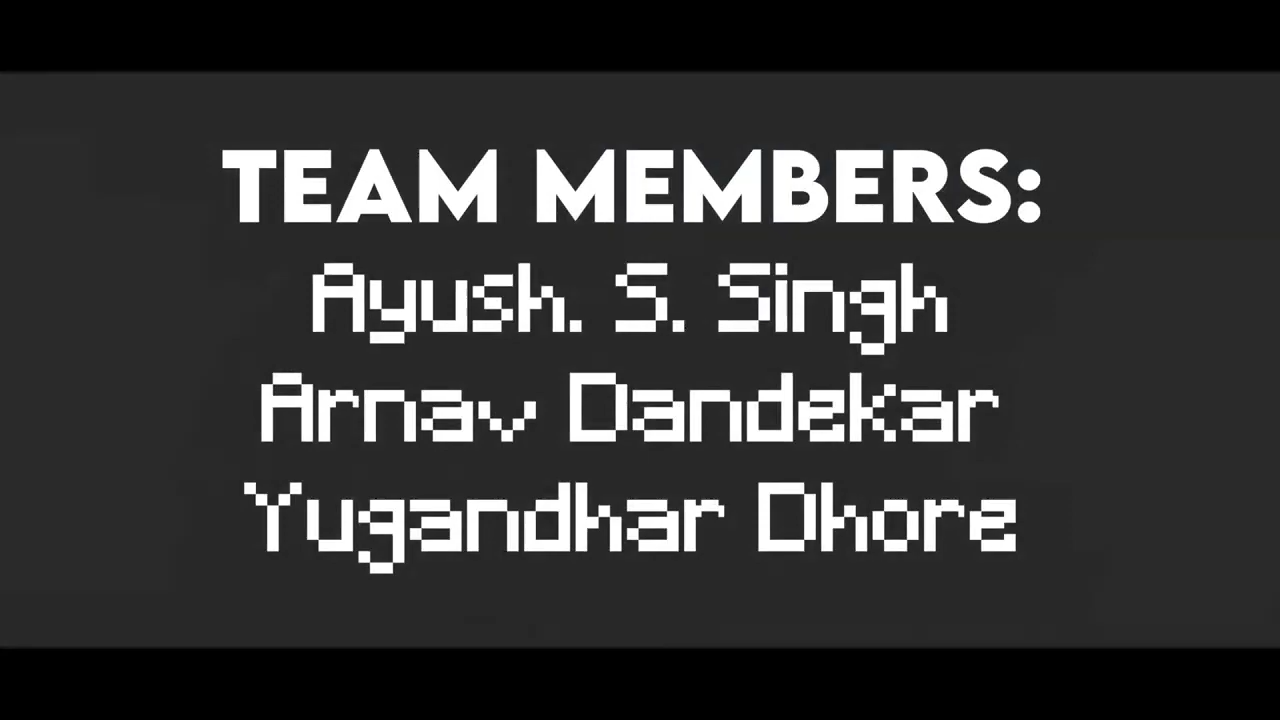 TEAM MEMBERS:
Ayush. S. Singh
Arnav Dandekar
Yugandhar Dhore